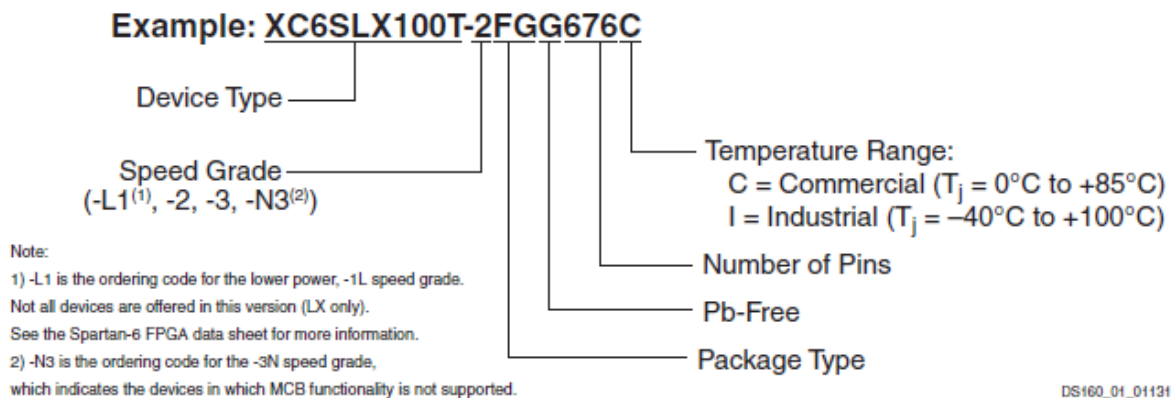 Example: XC6SLX100T-2FGG676C
Device Type
Speed Grade
(-L1(1), -2, -3, -N3(2))
Temperature Range:
C = Commercial (Tj = 0°C to +85°C)
I = Industrial (Tj = –40°C to +100°C)
Number of Pins
Pb-Free
Package Type
Note:
1) -L1 is the ordering code for the lower power, -1L speed grade.
Not all devices are offered in this version (LX only).
See the Spartan-6 FPGA data sheet for more information.
2) -N3 is the ordering code for the -3N speed grade,
which indicates the devices in which MCB functionality is not supported.
DS160_01_01131